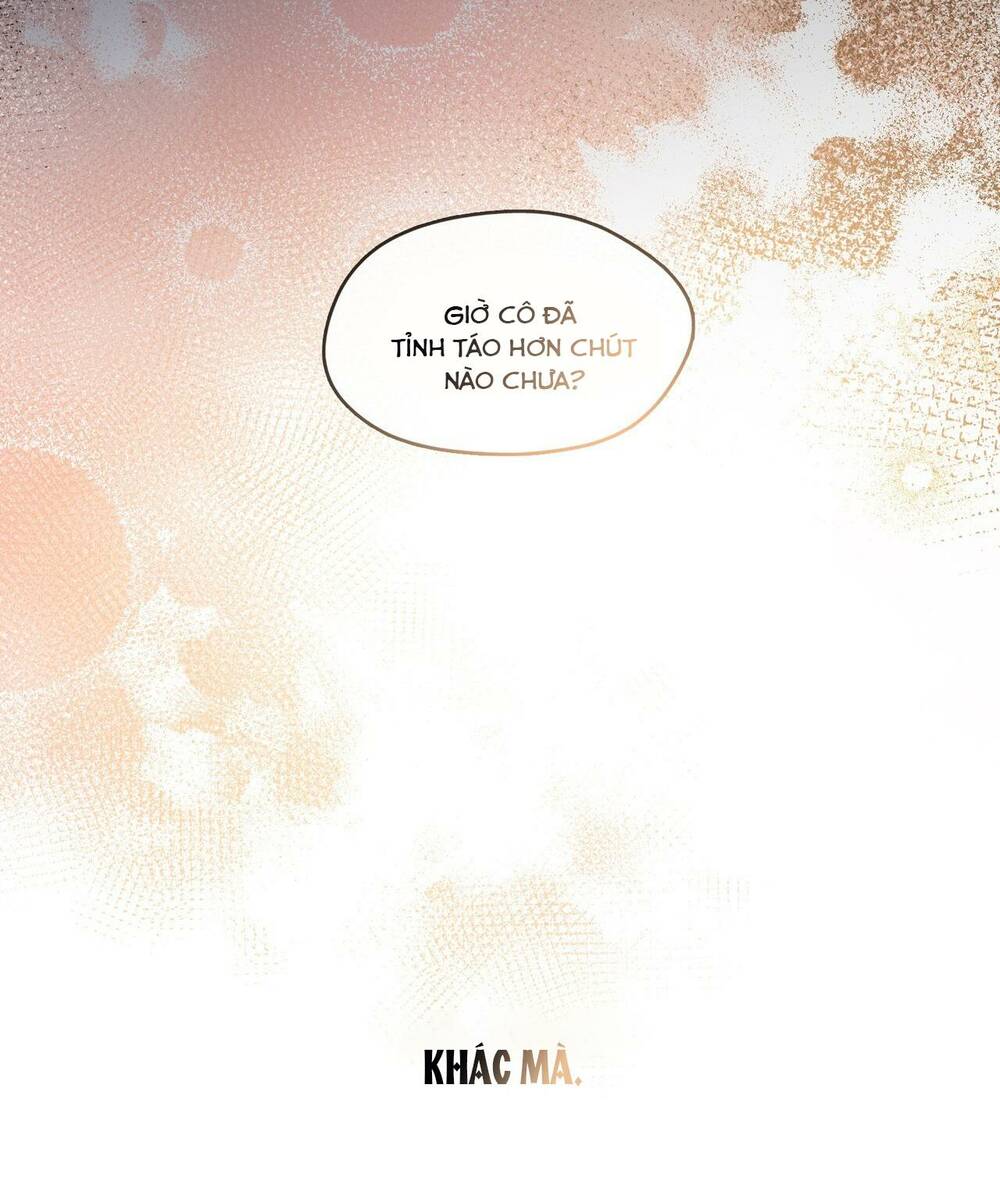 GIỜ CÔ ĐÃ
TỈNH TÁO HƠN CHÚT
NÀO CHƯA?
KHÁC MÀ.